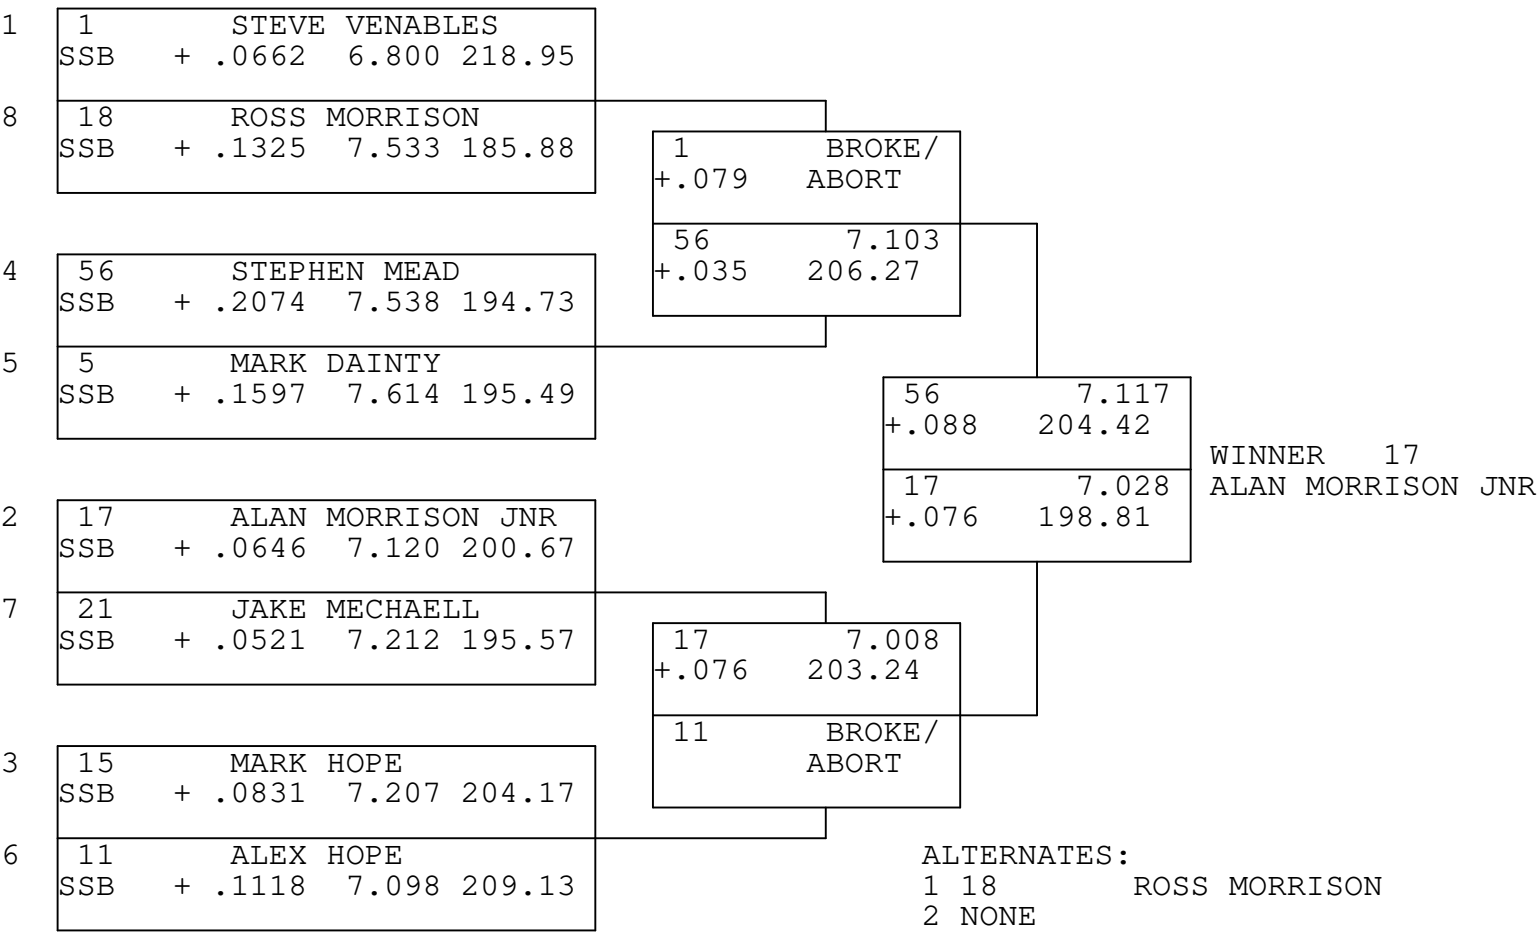 1 1 STEVE VENABLES
SSB + .0662 6.800 218.95
8 18 ROSS MORRISON
SSB + .1325 7.533 185.88
1 BROKE/
+.079 ABORT
56 7.103
+.035 206.27
4 56 STEPHEN MEAD
SSB + .2074 7.538 194.73
5 5 MARK DAINTY
SSB + .1597 7.614 195.49
56 7.117
+.088 204.42
17 7.028
+.076 198.81
WINNER 17
ALAN MORRISON JNR
2 17 ALAN MORRISON JNR
SSB + .0646 7.120 200.67
7 21 JAKE MECHAELL
SSB + .0521 7.212 195.57
17 7.008
+.076 203.24
11 BROKE/
ABORT
3 15 MARK HOPE
SSB + .0831 7.207 204.17
6 11 ALEX HOPE
SSB + .1118 7.098 209.13
ALTERNATES:
1 18 ROSS MORRISON
2 NONE